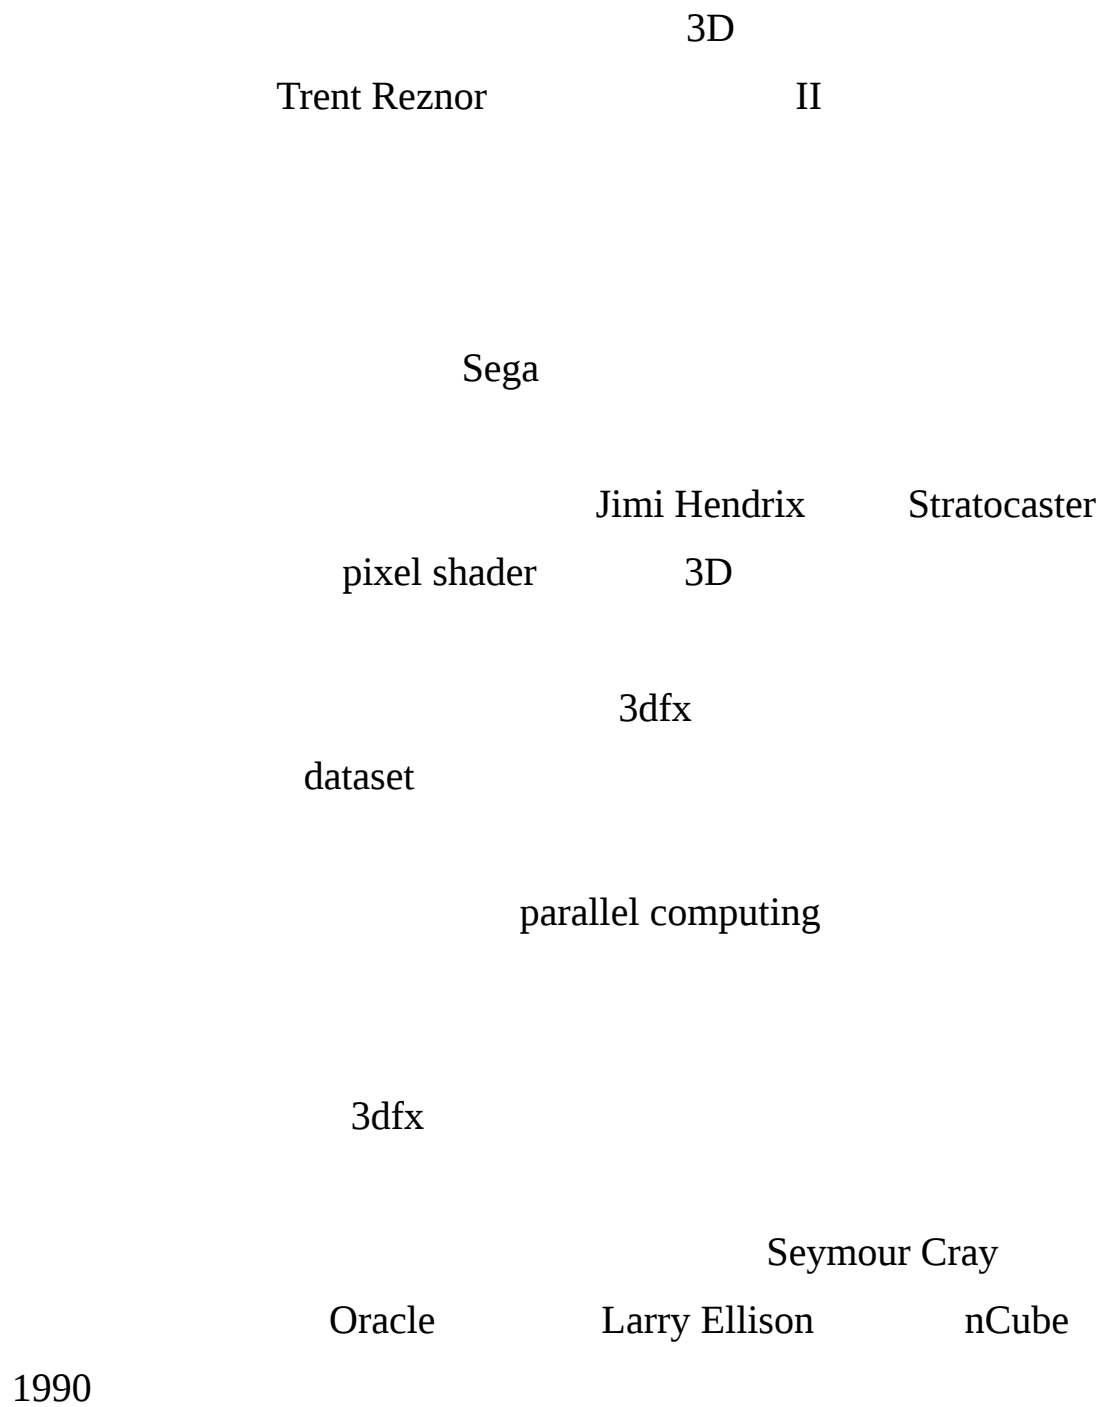 3D
Trent Reznor II
Sega
Jimi Hendrix Stratocaster
pixel shader 3D
3dfx
dataset
parallel computing
3dfx
Seymour Cray
Oracle Larry Ellison nCube
1990